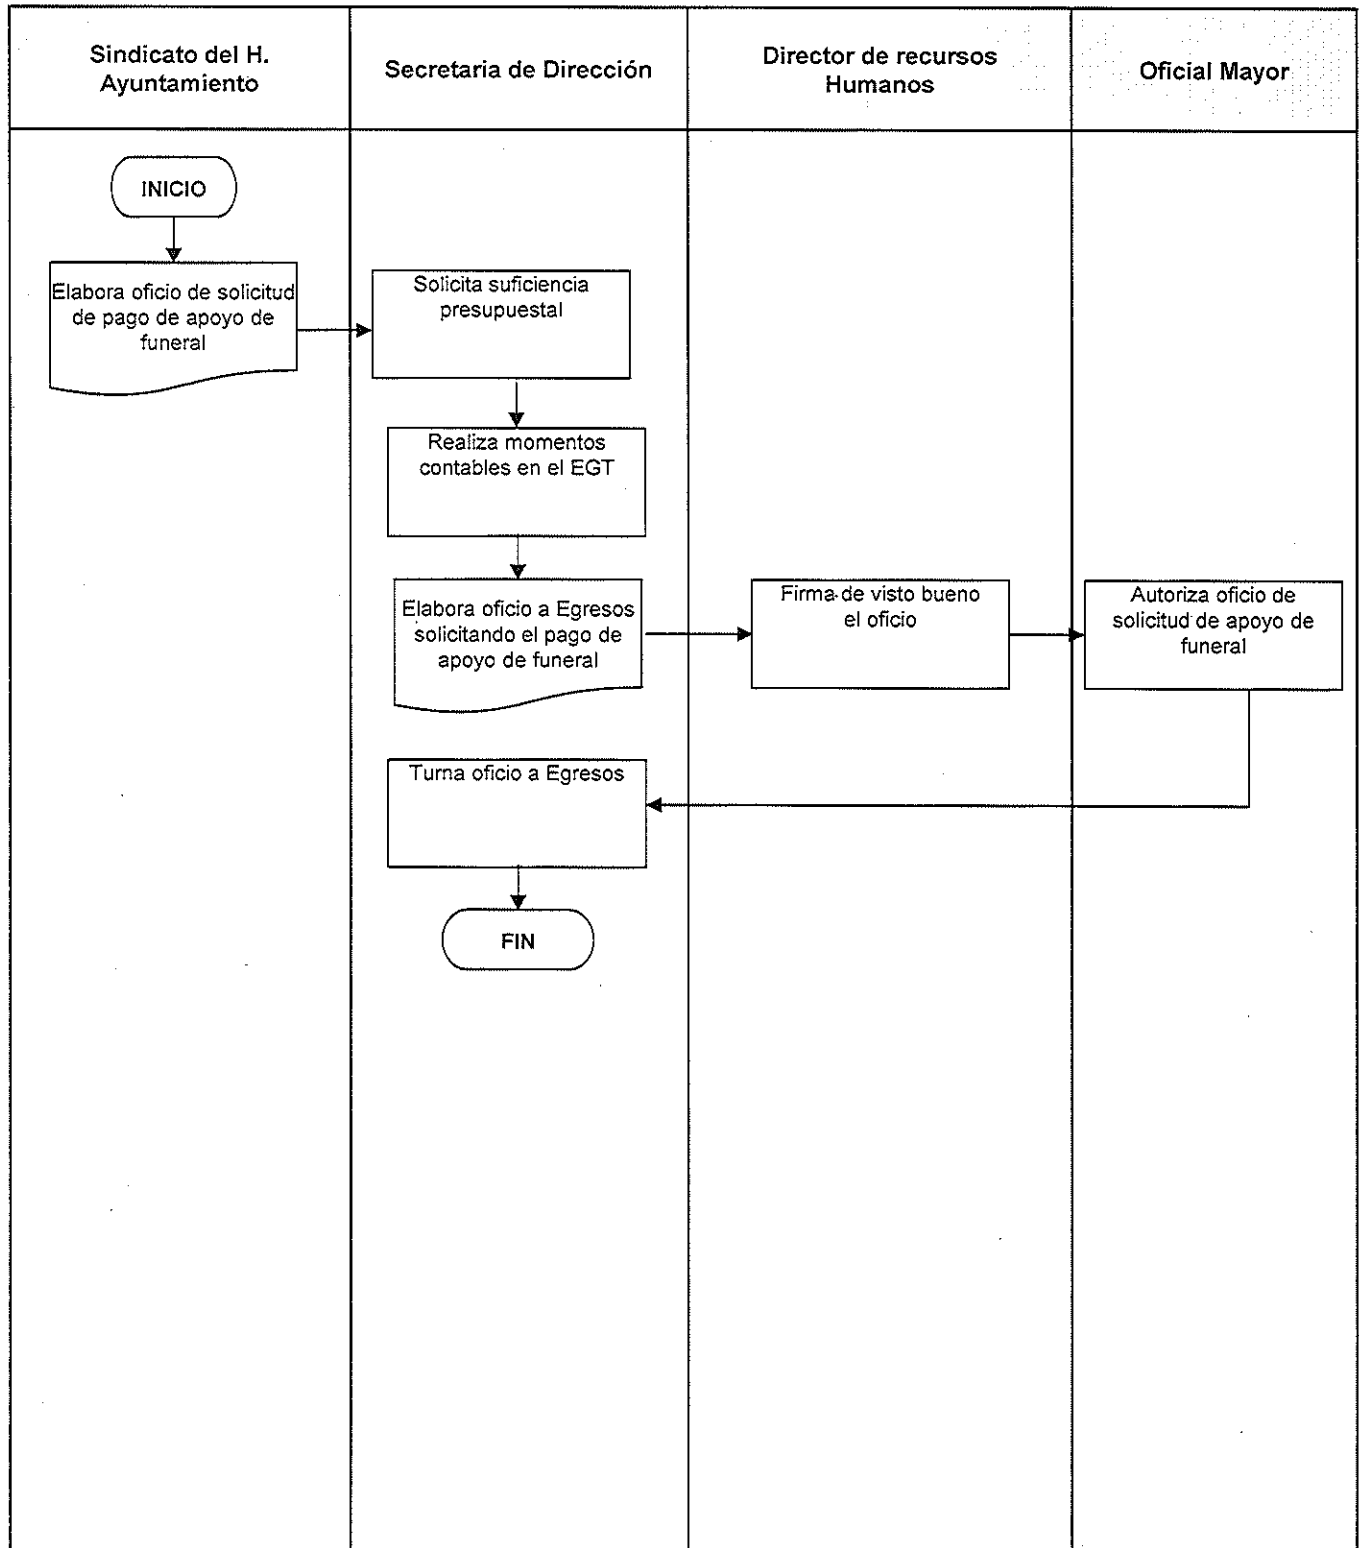 Sindicato del H.
Ayuntamiento
Secretaria de Dirección
Director de recursos
Humanos
Oficial Mayor
INICIO
Elabora oficio de solicitud
de pago de apoyo de
funeral
Solicita suficiencia
presupuestal
Realiza momentos
contables en el EGT
Elabora oficio a Egresos
solicitando el pago de
apoyo de funeral
Firma de visto bueno
el oficio
Autoriza oficio de
solicitud de apoyo de
funeral
Turna oficio a Egresos
FIN